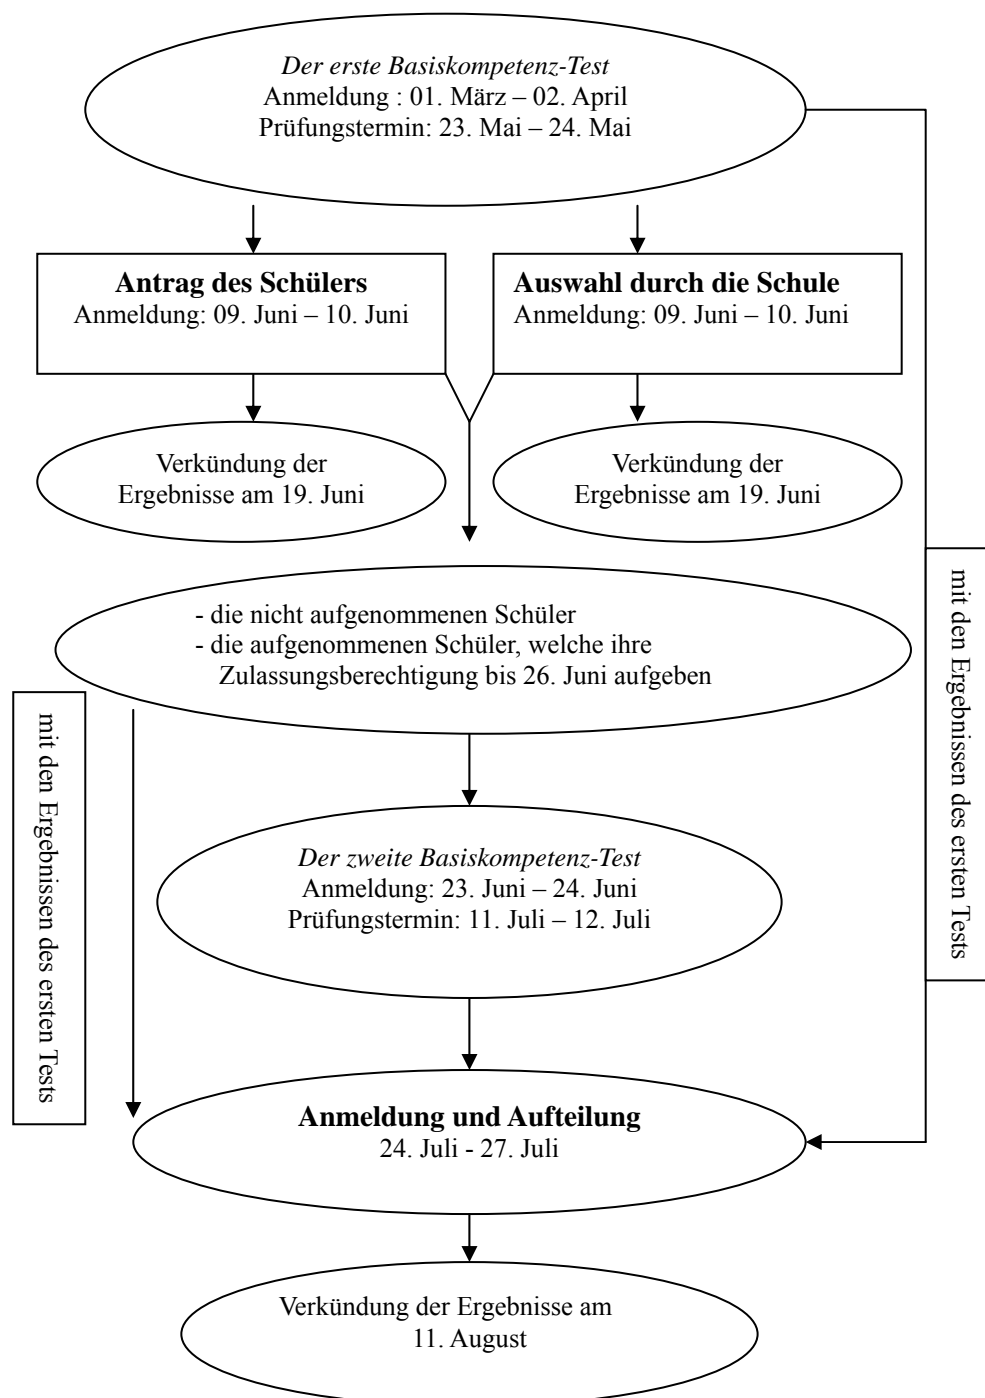 Der erste Basiskompetenz-Test
Anmeldung : 01. März – 02. April
Prüfungstermin: 23. Mai – 24. Mai
Antrag des Schülers
Anmeldung: 09. Juni – 10. Juni
Auswahl durch die Schule
Anmeldung: 09. Juni – 10. Juni
Verkündung der
Ergebnisse am 19. Juni
Verkündung der
Ergebnisse am 19. Juni
mit den Ergebnissen des ersten Tests
- die nicht aufgenommenen Schüler
- die aufgenommenen Schüler, welche ihre
Zulassungsberechtigung bis 26. Juni aufgeben
mit den Ergebnissen des ersten Tests
Der zweite Basiskompetenz-Test
Anmeldung: 23. Juni – 24. Juni
Prüfungstermin: 11. Juli – 12. Juli
Anmeldung und Aufteilung
24. Juli - 27. Juli
Verkündung der Ergebnisse am
11. August